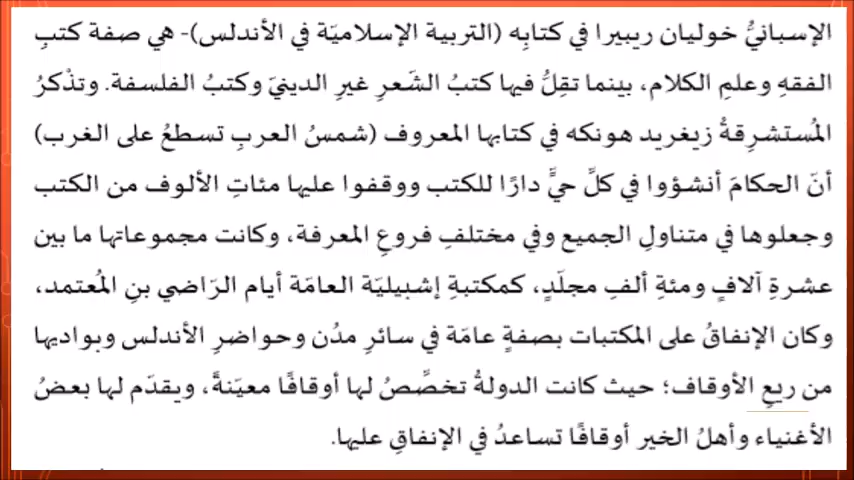 الإسبانيُّ خوليان ريبيرا في كتابِه (التربية الإسلاميّة في الأندلس)- هي صفة كتبِ
الفقهِ وعلمِ الكلام، بينما تقِلُّ فيها كتبُ الشَعرِ غيرِ الدينيّ وكتبُ الفلسفة. وتذْكرُ
المُستشرِقةُ زيغريد هونكه في كتابها المعروف (شمسُ العربِ تسطعُ على الغرب)
أنّ الحكامَ أنشؤوا في كلِّ حيٍّ دارًا للكتب ووقفوا عليها مئاتِ الألوف من الكتب
وجعلوها في متناولِ الجميع وفي مختلفِ فروعِ المعرفة، وكانت مجموعاتها ما بين
عشرةِ آلافٍ ومئةِ ألفِ مجلّدٍ، كمكتبةِ إشبيليّة العامّة أيام الرّاضي بنِ المُعتمد،
وكان الإنفاقُ على المكتبات بصفةٍ عامّة في سائرِ مدُن وحواضرِ الأندلس وبواديها
من ريعِ الأوقاف؛ حيث كانت الدولةُ تخصِّصُ لها أوقافًا معيّنةً، ويقدّم لها بعضُ
الأغنياء وأهلُ الخير أوقافًا تساعدُ في الإنفاقِ عليها.